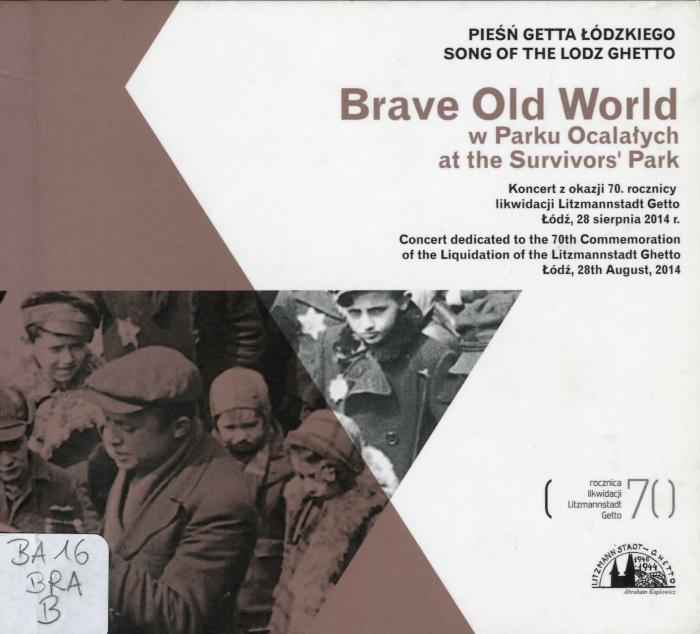 PIEŚŃ GETTA ŁÓDZKIEGO
SONG OF THE LODZ GHETTO
Brave Old World
w Parku Ocalałych
at the Survivors' Park
Koncert z okazji 70. rocznicy
likwidacji Litzmannstadt Getto
Łódź, 28 sierpnia 2014 r.
Concert dedicated to the 70th Commemoration
of the Liquidation of the Litzmannstadt Ghetto
Łódź, 28th August, 2014
rocznica
likwidacji
Litzmannstadt
Getto
70
LITZMANNSTADT-GHETTO
1940
1944
Abraham Koplowicz
BA 16
BRA
B